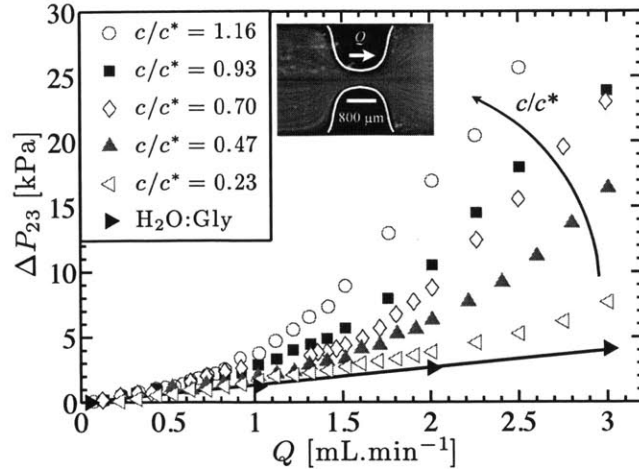 30
25
20
15
10
5
0
ΔP₂₃ [kPa]
c/c* = 1.16
c/c* = 0.93
c/c* = 0.70
c/c* = 0.47
c/c* = 0.23
H₂O:Gly
Q
800 µm
c/c*
0 0.5 1 1.5 2 2.5 3
Q [mL.min⁻¹]